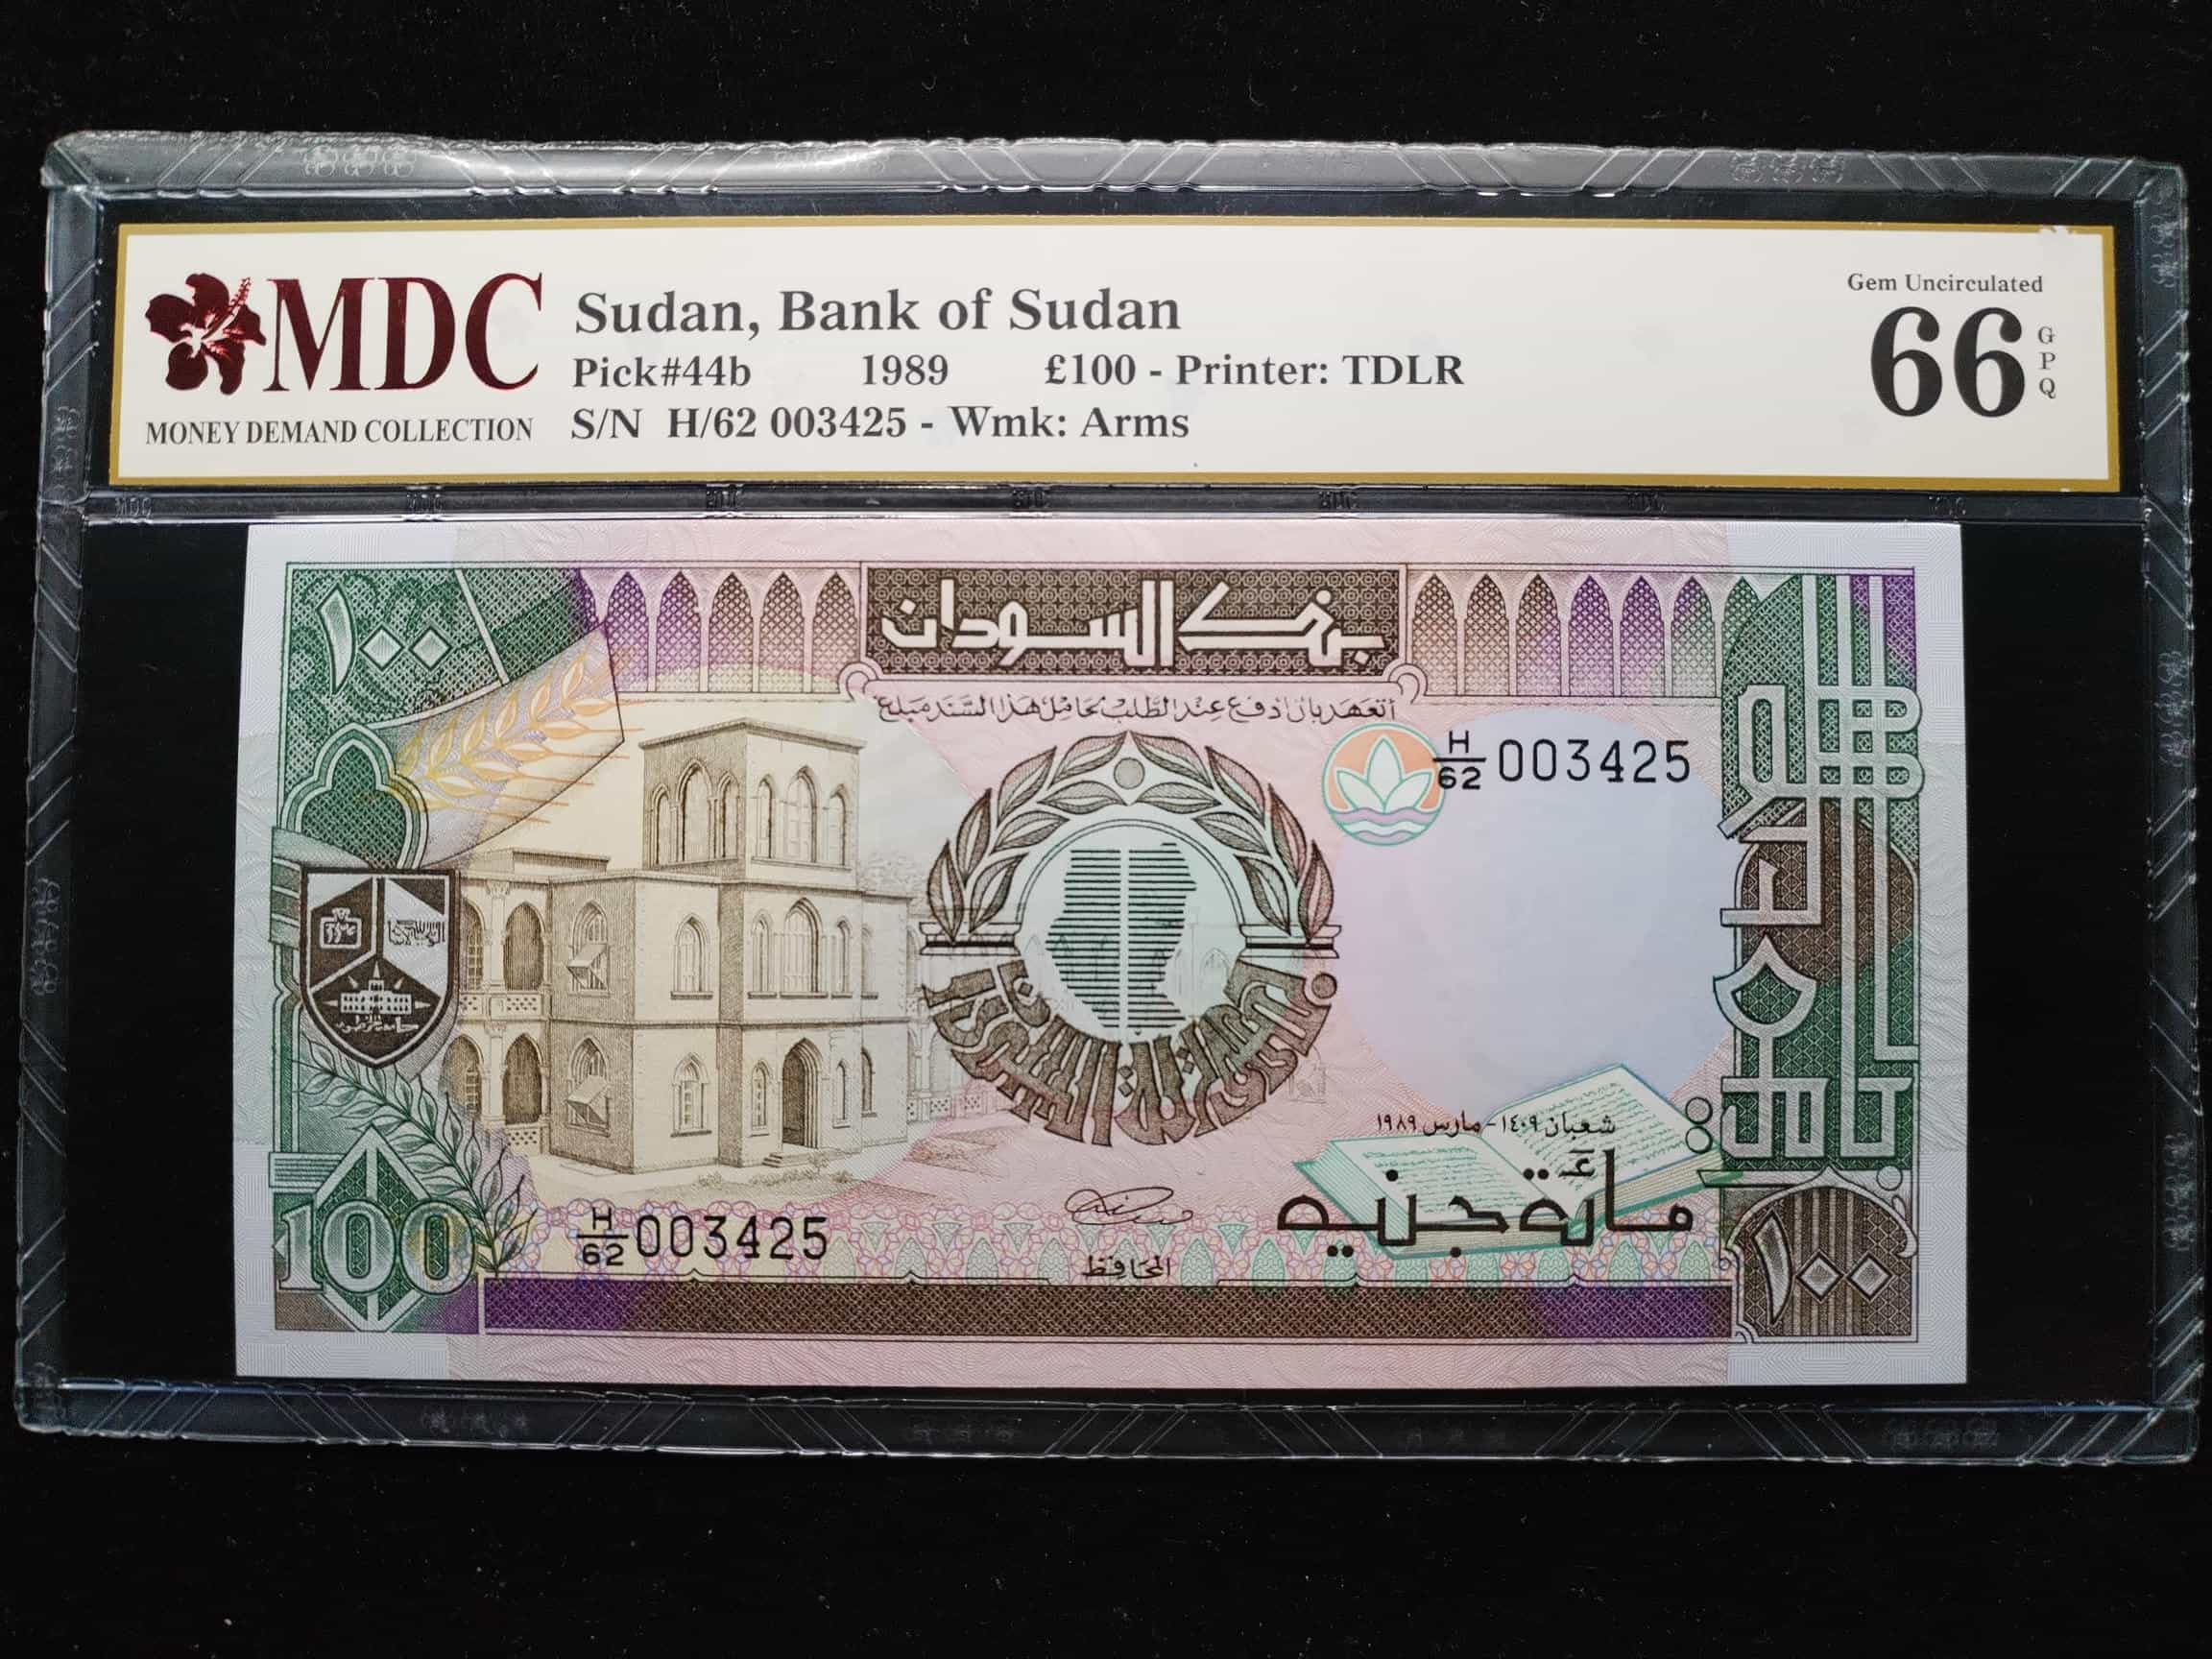 MDC
MONEY DEMAND COLLECTION
Sudan, Bank of Sudan
Pick#44b 1989 £100 - Printer: TDLR
S/N H/62 003425 - Wmk: Arms
Gem Uncirculated
66
GPQ
١٠٠
بنك السودان
أتعهد بأن أدفع عند الطلب لحامل هذا السند مبلغ
H/62 003425
جامعة الخرطوم
شعبان ١٤٠٩ - مارس ١٩٨٩
مائة جنيه
100
H/62 003425
المحافظ
١٠٠